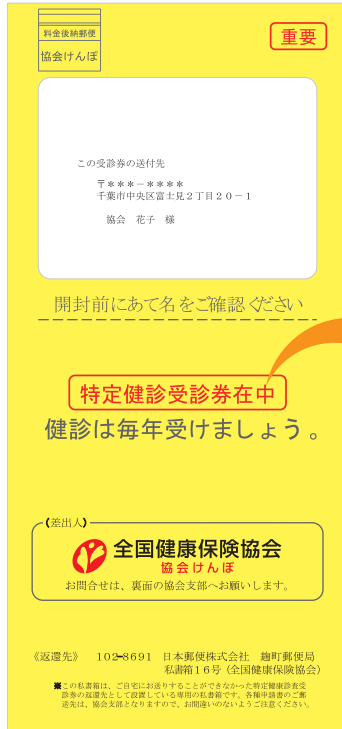 料金後納郵便
協会けんぽ
重要
この受診券の送付先
〒＊＊＊－＊＊＊＊
千葉市中央区富士見２丁目２０－１
協会　花子　様
開封前にあて名をご確認ください
特定健診受診券在中
健診は毎年受けましょう。
(差出人)
全国健康保険協会
協会けんぽ
お問合せは、裏面の協会支部へお願いします。
《返還先》　102-8691　日本郵便株式会社　麹町郵便局
私書箱１６号（全国健康保険協会）
※この私書箱は、ご自宅にお送りすることができなかった特定健康診査受
診券の返還先として設置している専用の私書箱です。各種申請書のご郵
送先は、協会支部となりますので、お間違いのないようご注意ください。